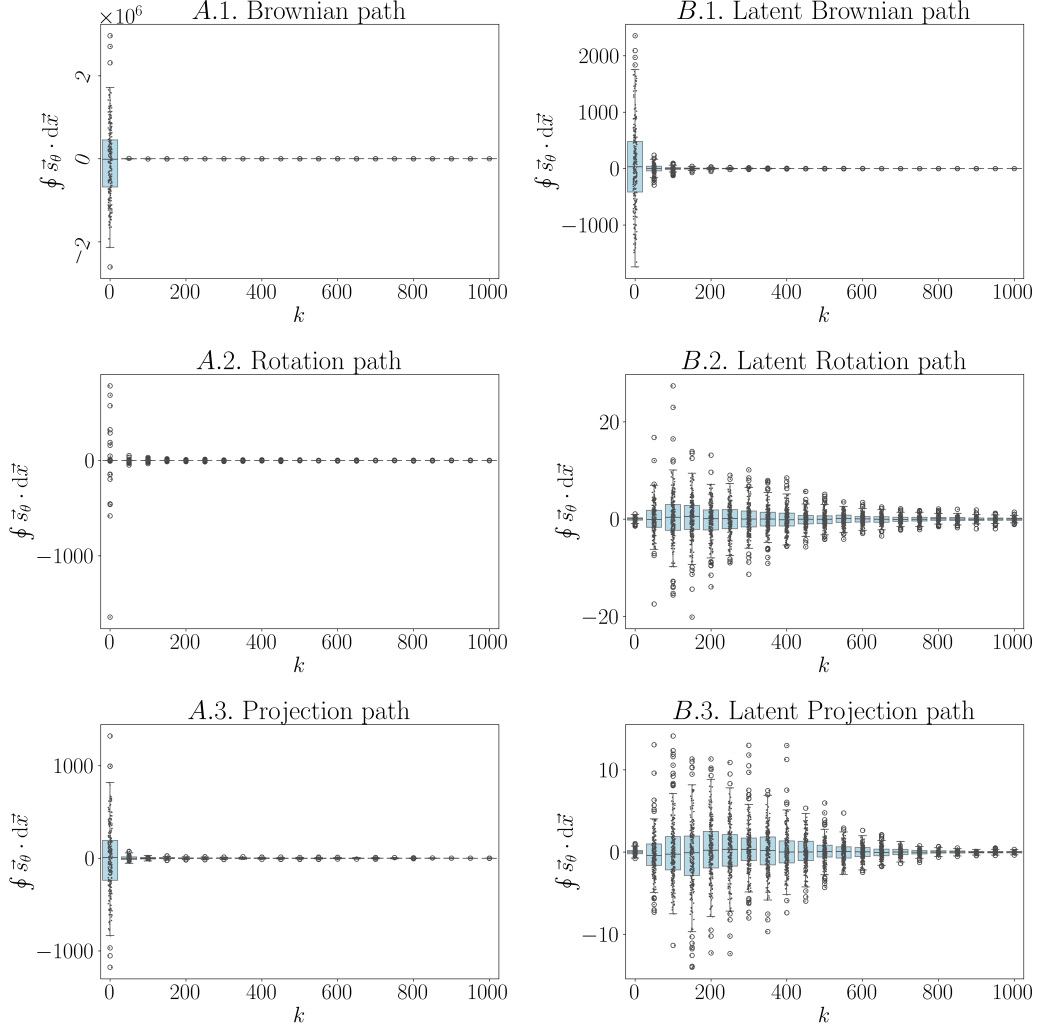 A.1. Brownian path
×10⁶
2
0
−2
∮ s⃗_θ · dx⃗
0 200 400 600 800 1000
k
B.1. Latent Brownian path
2000
1000
0
−1000
∮ s⃗_θ · dx⃗
0 200 400 600 800 1000
k
A.2. Rotation path
0
−1000
∮ s⃗_θ · dx⃗
0 200 400 600 800 1000
k
B.2. Latent Rotation path
20
0
−20
∮ s⃗_θ · dx⃗
0 200 400 600 800 1000
k
A.3. Projection path
1000
0
−1000
∮ s⃗_θ · dx⃗
0 200 400 600 800 1000
k
B.3. Latent Projection path
10
0
−10
∮ s⃗_θ · dx⃗
0 200 400 600 800 1000
k